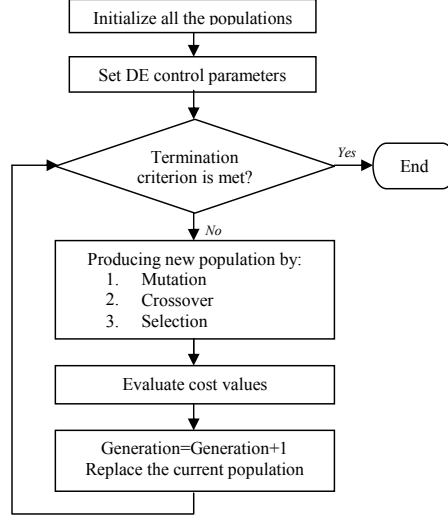 Initialize all the populations
Set DE control parameters
Termination
criterion is met?
Yes
End
No
Producing new population by:
1. Mutation
2. Crossover
3. Selection
Evaluate cost values
Generation=Generation+1
Replace the current population